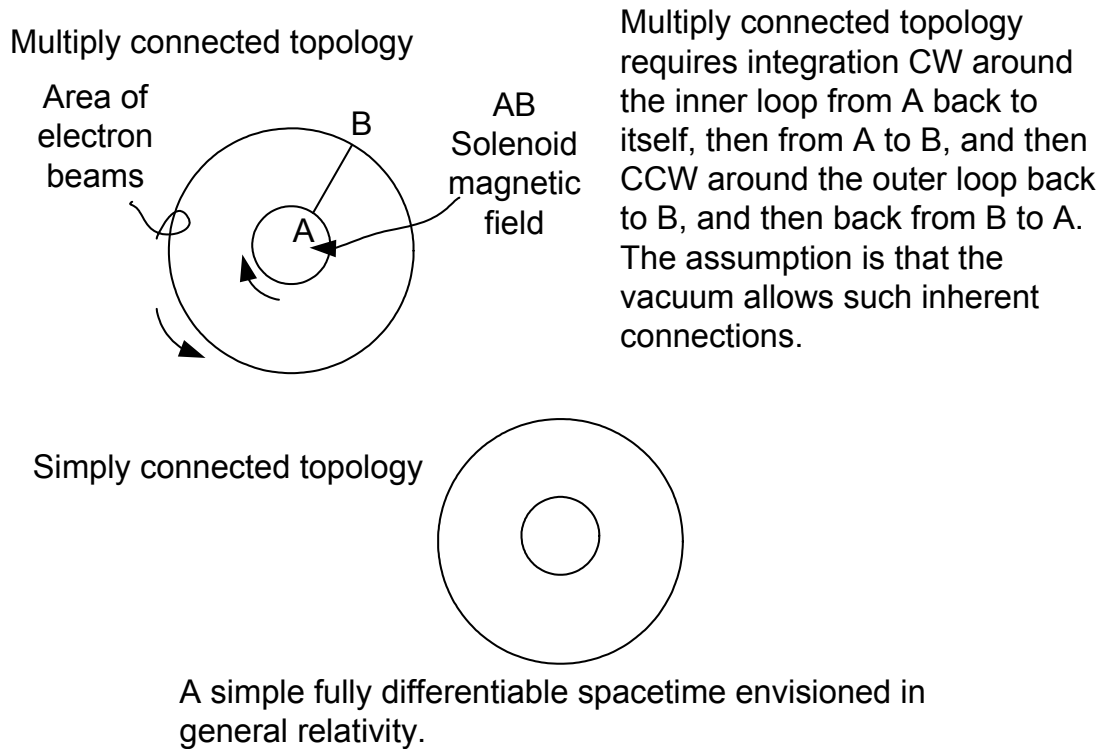 Multiply connected topology
Area of
electron
beams
B
A
AB
Solenoid
magnetic
field
Multiply connected topology
requires integration CW around
the inner loop from A back to
itself, then from A to B, and then
CCW around the outer loop back
to B, and then back from B to A.
The assumption is that the
vacuum allows such inherent
connections.
Simply connected topology
A simple fully differentiable spacetime envisioned in
general relativity.